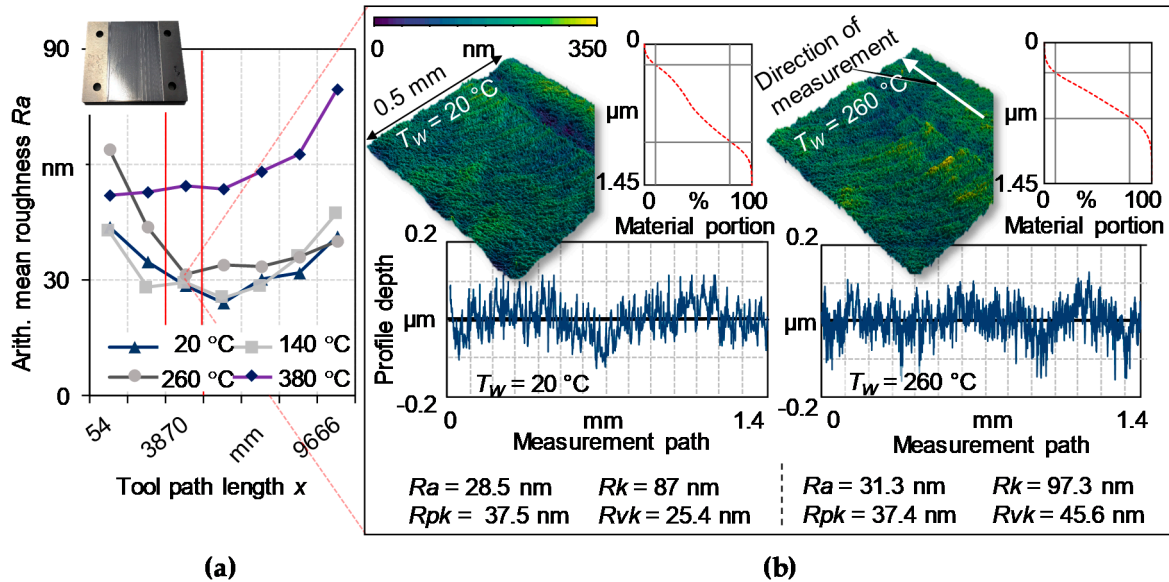 (a)
90
nm
30
0
Arith. mean roughness Ra
20 °C
140 °C
260 °C
380 °C
54
3870
mm
9666
Tool path length x
(b)
0
nm
350
0.5 mm
TW = 20 °C
0
µm
1.45
0
%
100
Material portion
Direction of
measurement
TW = 260 °C
0
µm
1.45
0
%
100
Material portion
0.2
Profile depth
µm
−0.2
TW = 20 °C
0
mm
1.4
Measurement path
0.2
µm
−0.2
TW = 260 °C
0
mm
1.4
Measurement path
Ra = 28.5 nm
Rk = 87 nm
Rpk = 37.5 nm
Rvk = 25.4 nm
Ra = 31.3 nm
Rk = 97.3 nm
Rpk = 37.4 nm
Rvk = 45.6 nm
(a)
(b)